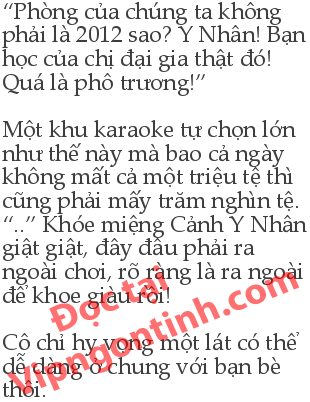 “Phòng của chúng ta không
phải là 2012 sao? Y Nhân! Bạn
học của chị đại gia thật đó!
Quá là phô trương!”
Một khu karaoke tự chọn lớn
như thế này mà bao cả ngày
không mất cả một triệu tệ thì
cũng phải mấy trăm nghìn tệ.
“..” Khóe miệng Cảnh Y Nhân
giật giật, đây đâu phải ra
ngoài chơi, rõ ràng là ra ngoài
để khoe giàu rồi!
Cô chỉ hy vọng một lát có thể
dễ dàng ở chung với bạn bè
thôi.
Đọc tại
Vipngontinh.com